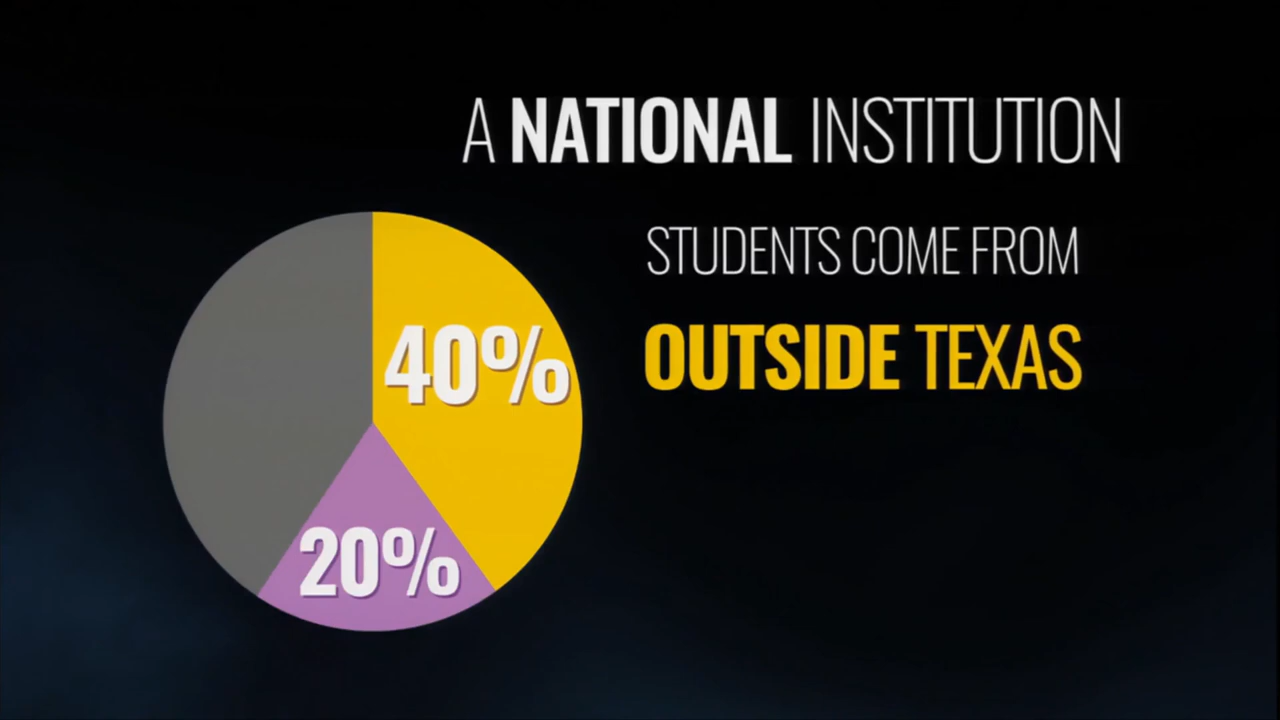 A NATIONAL INSTITUTION
STUDENTS COME FROM
OUTSIDE TEXAS
40%
20%